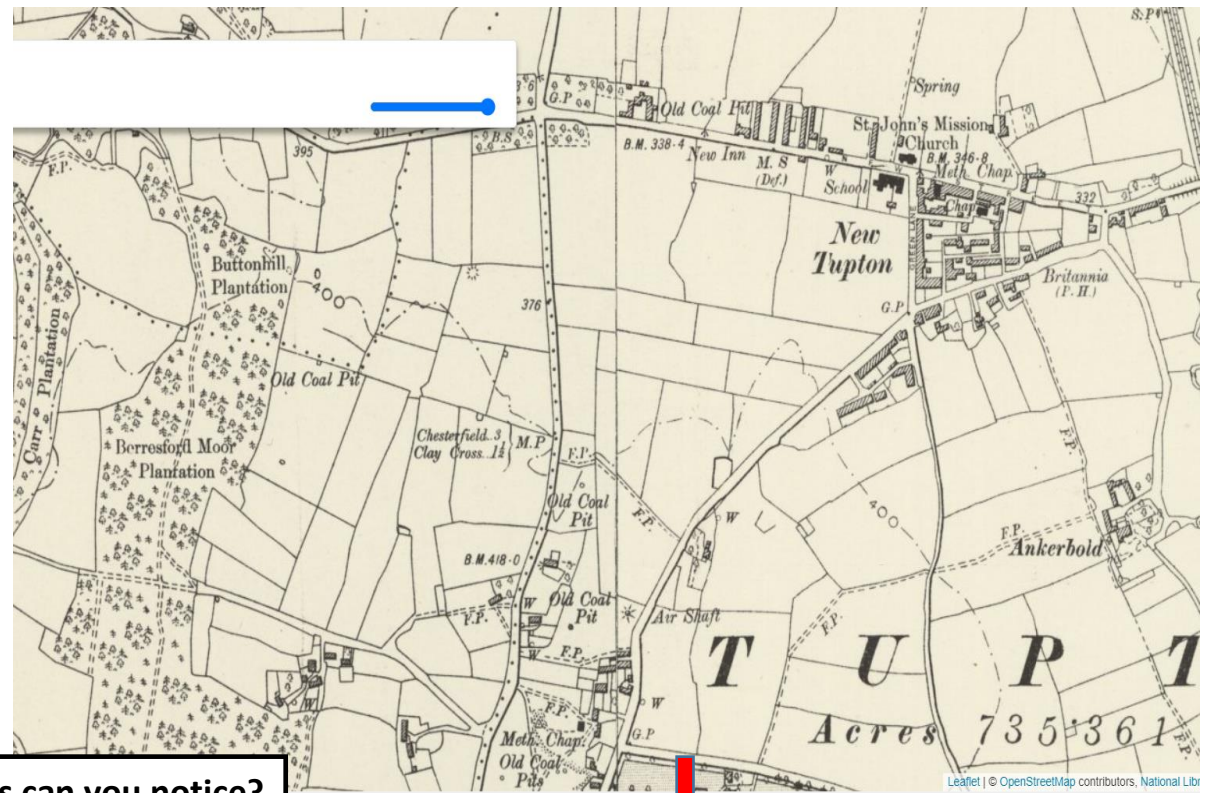 S.P
Spring
G.P
Old Coal Pit
St. John's Mission
Church
B.S.
B.M. 338·4
New Inn
M. S
(Def.)
W
B.M. 346·8
Meth. Chap.
395
F.P.
School
Chap.
332
New
Tupton
Buttonhill
Plantation
400
376
Britannia
(P. H.)
G.P.
Carr Plantation
Old Coal Pit
Chesterfield..3
Clay Cross..1½
M.P
F.P.
Berresford Moor
Plantation
F.P.
Old Coal
Pit
F.P.
W
400
F.P.
Ankerbold
B.M. 418·0
W
Old Coal
Pit
Air Shaft
F.P.
F.P.
W
F.P.
T U P T
W
F.P.
W
Acres 735·361
F.P.
Meth. Chap.
G.P
Old Coal
Pits
s can you notice?
Leaflet | © OpenStreetMap contributors, National Libr